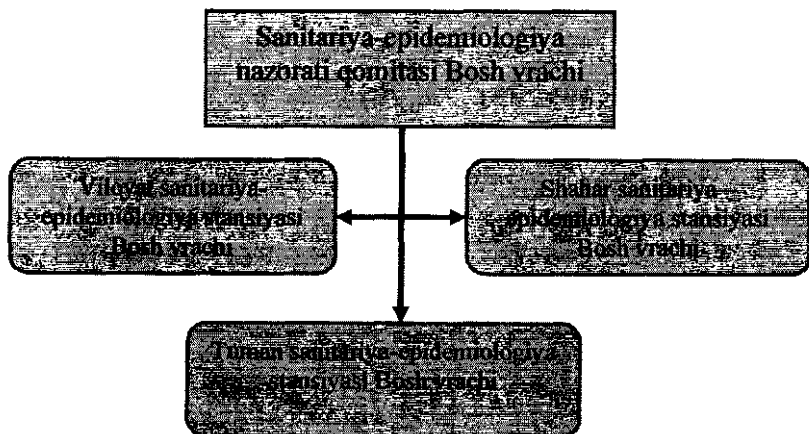 Sanitariya-epidemiologiya
nazorati qomitasi Bosh vrachi
Viloyat sanitariya-
epidemiologiya stansiyasi
Bosh vrachi
Shahar sanitariya
epidemiologiya stansiyasi
Bosh vrachi
Tuman sanitriya-epidemiologiya
stansiyasi Bosh vrachi